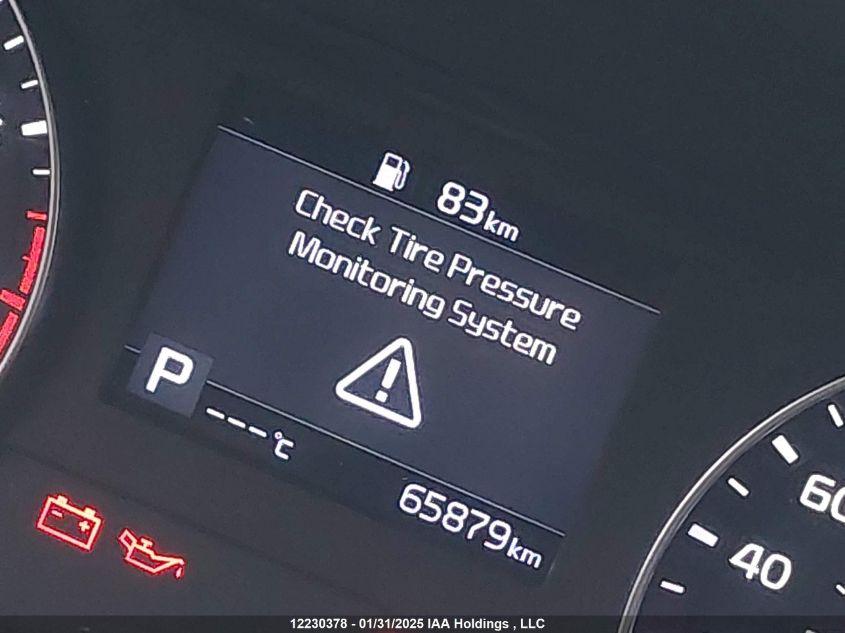 83km
Check Tire Pressure
Monitoring System
P
---°C
65879km
60
40
12230378 - 01/31/2025 IAA Holdings , LLC